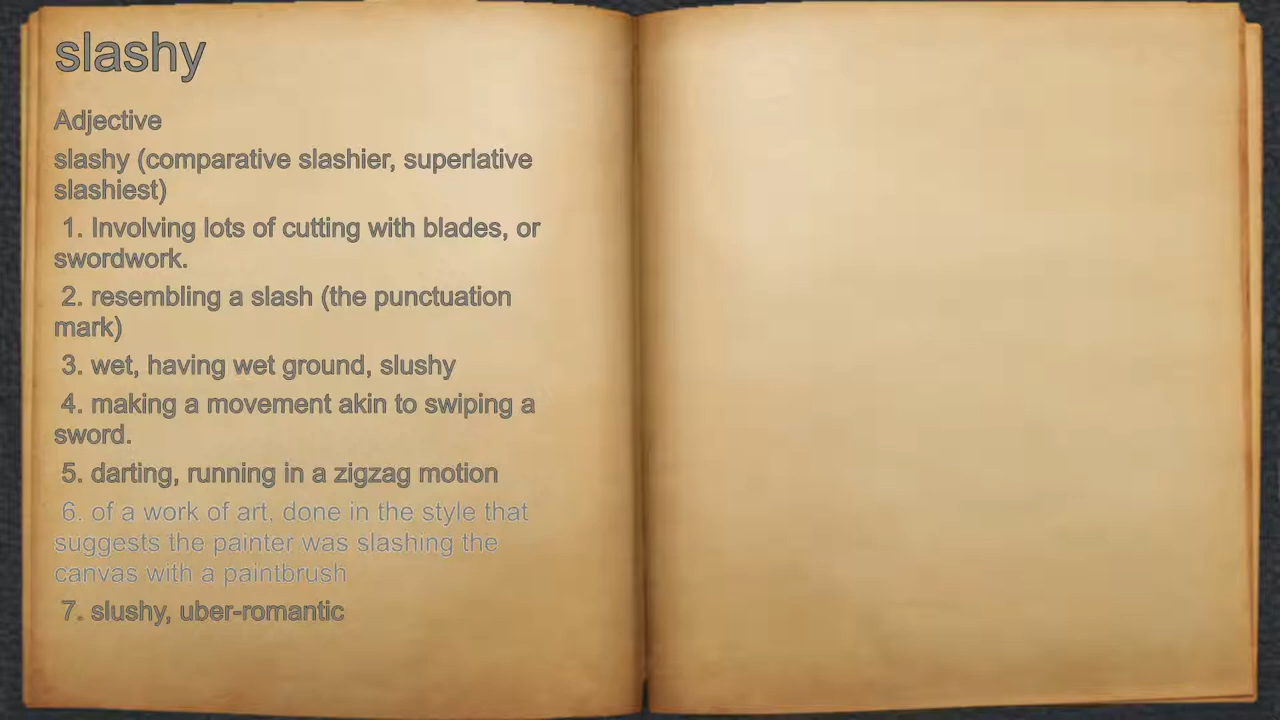 slashy
Adjective
slashy (comparative slashier, superlative
slashiest)
1. Involving lots of cutting with blades, or
swordwork.
2. resembling a slash (the punctuation
mark)
3. wet, having wet ground, slushy
4. making a movement akin to swiping a
sword.
5. darting, running in a zigzag motion
6. of a work of art, done in the style that
suggests the painter was slashing the
canvas with a paintbrush
7. slushy, uber-romantic